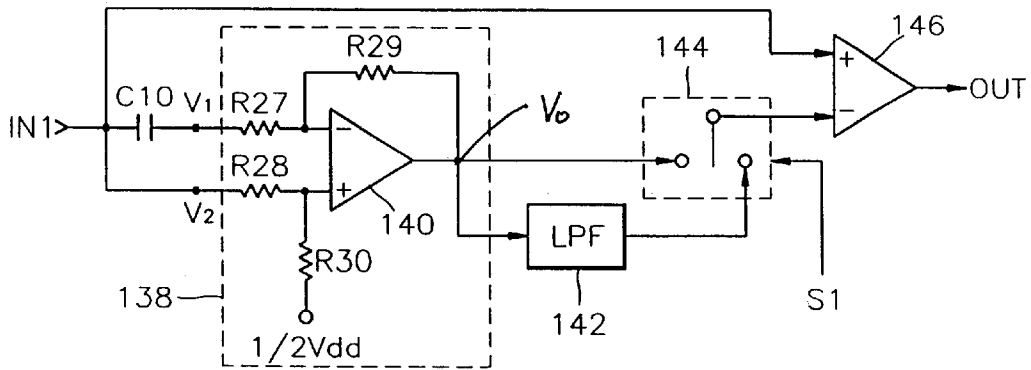 R29
144
146
+
OUT
C10
V1
R27
Vo
−
IN1
−
R28
+
V2
140
LPF
R30
S1
138
142
1/2Vdd